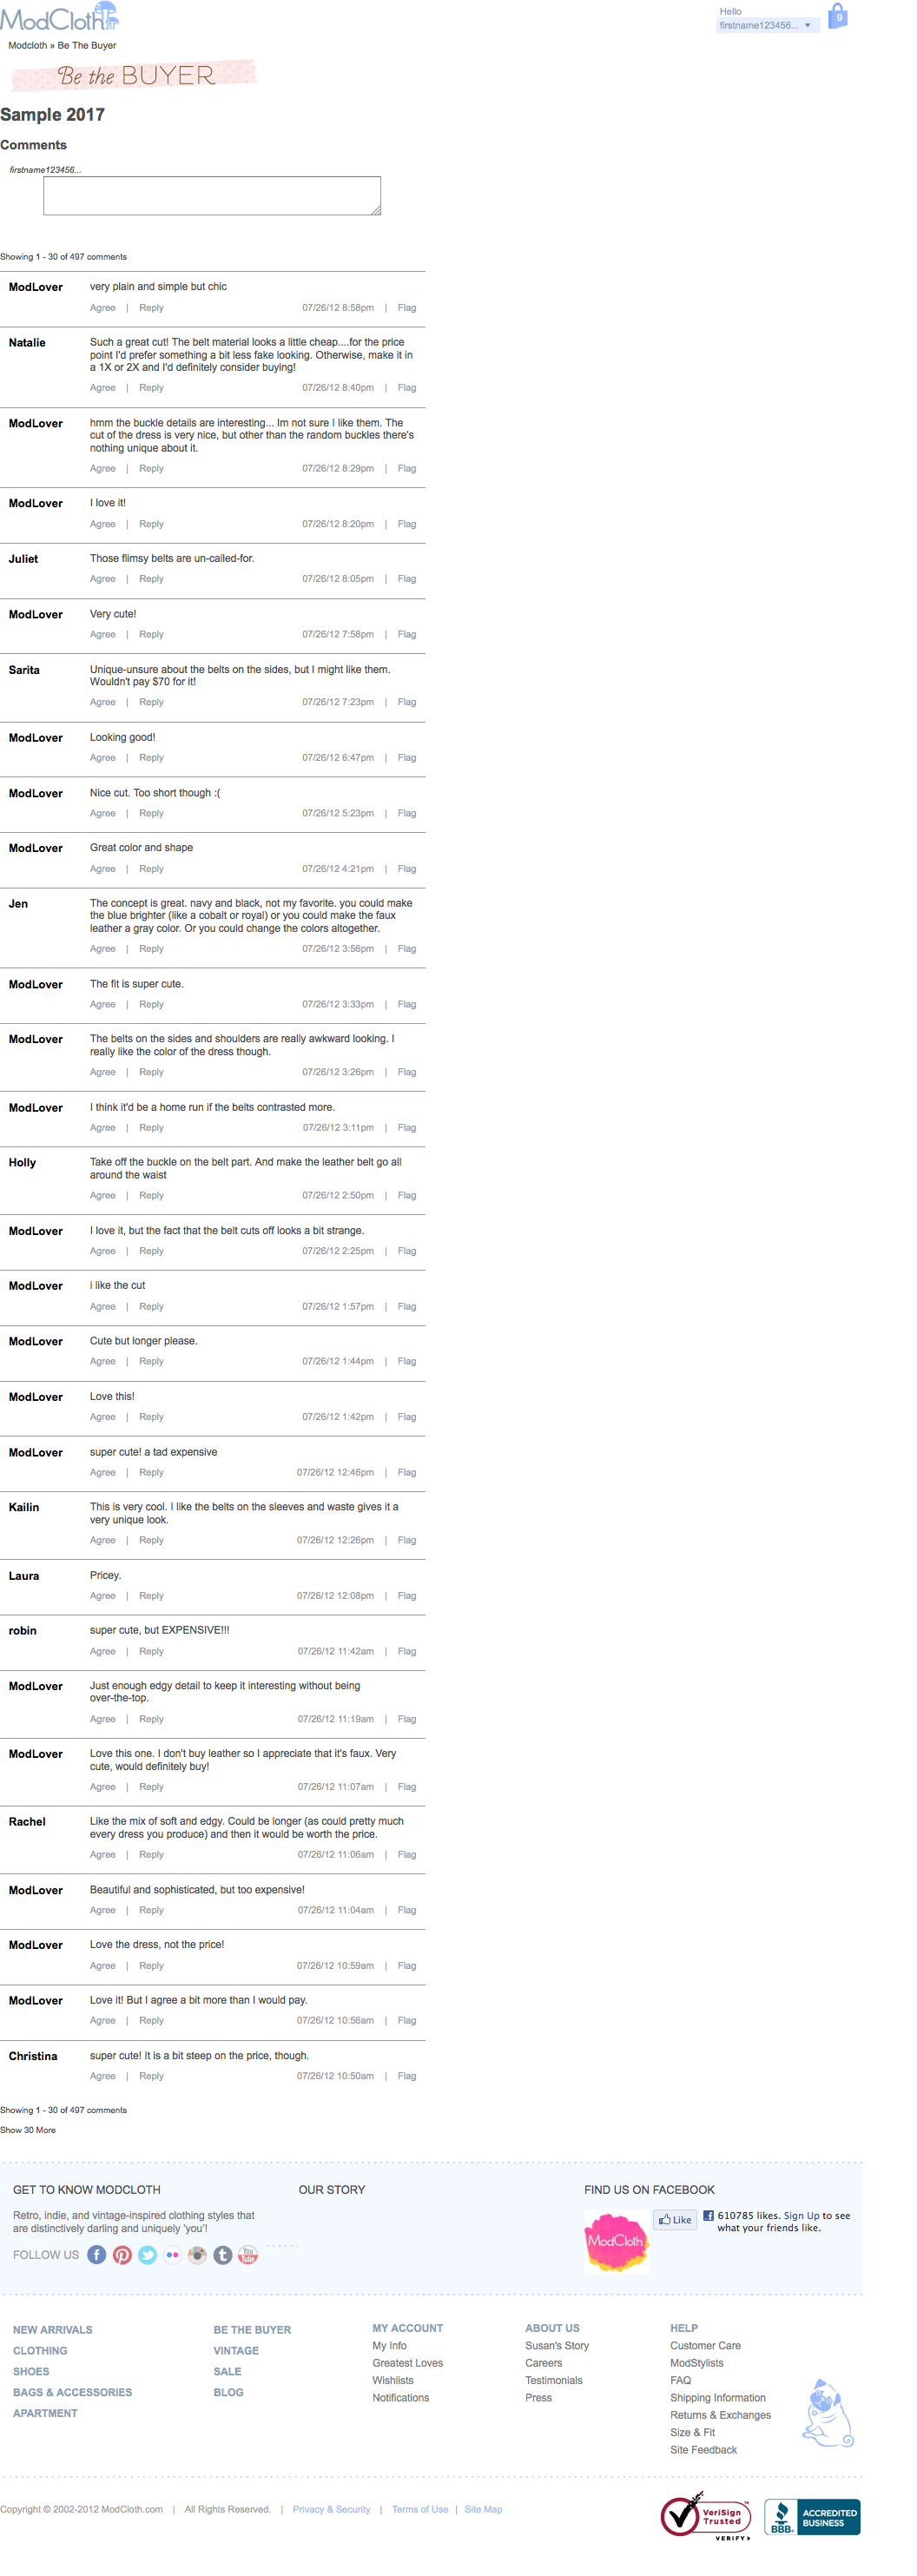 ModCloth
Hello
firstname123456...
9
Modcloth » Be The Buyer
Be the BUYER
Sample 2017
Comments
firstname123456...
Showing 1 - 30 of 497 comments
ModLover very plain and simple but chic
Agree | Reply 07/26/12 8:58pm | Flag
Natalie Such a great cut! The belt material looks a little cheap....for the price
point I'd prefer something a bit less fake looking. Otherwise, make it in
a 1X or 2X and I'd definitely consider buying!
Agree | Reply 07/26/12 8:40pm | Flag
ModLover hmm the buckle details are interesting... Im not sure I like them. The
cut of the dress is very nice, but other than the random buckles there's
nothing unique about it.
Agree | Reply 07/26/12 8:29pm | Flag
ModLover I love it!
Agree | Reply 07/26/12 8:20pm | Flag
Juliet Those flimsy belts are un-called-for.
Agree | Reply 07/26/12 8:05pm | Flag
ModLover Very cute!
Agree | Reply 07/26/12 7:58pm | Flag
Sarita Unique-unsure about the belts on the sides, but I might like them.
Wouldn't pay $70 for it!
Agree | Reply 07/26/12 7:23pm | Flag
ModLover Looking good!
Agree | Reply 07/26/12 6:47pm | Flag
ModLover Nice cut. Too short though :(
Agree | Reply 07/26/12 5:23pm | Flag
ModLover Great color and shape
Agree | Reply 07/26/12 4:21pm | Flag
Jen The concept is great. navy and black, not my favorite. you could make
the blue brighter (like a cobalt or royal) or you could make the faux
leather a gray color. Or you could change the colors altogether.
Agree | Reply 07/26/12 3:56pm | Flag
ModLover The fit is super cute.
Agree | Reply 07/26/12 3:33pm | Flag
ModLover The belts on the sides and shoulders are really awkward looking. I
really like the color of the dress though.
Agree | Reply 07/26/12 3:26pm | Flag
ModLover I think it'd be a home run if the belts contrasted more.
Agree | Reply 07/26/12 3:11pm | Flag
Holly Take off the buckle on the belt part. And make the leather belt go all
around the waist
Agree | Reply 07/26/12 2:50pm | Flag
ModLover I love it, but the fact that the belt cuts off looks a bit strange.
Agree | Reply 07/26/12 2:25pm | Flag
ModLover i like the cut
Agree | Reply 07/26/12 1:57pm | Flag
ModLover Cute but longer please.
Agree | Reply 07/26/12 1:44pm | Flag
ModLover Love this!
Agree | Reply 07/26/12 1:42pm | Flag
ModLover super cute! a tad expensive
Agree | Reply 07/26/12 12:46pm | Flag
Kailin This is very cool. I like the belts on the sleeves and waste gives it a
very unique look.
Agree | Reply 07/26/12 12:26pm | Flag
Laura Pricey.
Agree | Reply 07/26/12 12:08pm | Flag
robin super cute, but EXPENSIVE!!!
Agree | Reply 07/26/12 11:42am | Flag
ModLover Just enough edgy detail to keep it interesting without being
over-the-top.
Agree | Reply 07/26/12 11:19am | Flag
ModLover Love this one. I don't buy leather so I appreciate that it's faux. Very
cute, would definitely buy!
Agree | Reply 07/26/12 11:07am | Flag
Rachel Like the mix of soft and edgy. Could be longer (as could pretty much
every dress you produce) and then it would be worth the price.
Agree | Reply 07/26/12 11:06am | Flag
ModLover Beautiful and sophisticated, but too expensive!
Agree | Reply 07/26/12 11:04am | Flag
ModLover Love the dress, not the price!
Agree | Reply 07/26/12 10:59am | Flag
ModLover Love it! But I agree a bit more than I would pay.
Agree | Reply 07/26/12 10:56am | Flag
Christina super cute! It is a bit steep on the price, though.
Agree | Reply 07/26/12 10:50am | Flag
Showing 1 - 30 of 497 comments
Show 30 More
GET TO KNOW MODCLOTH
Retro, indie, and vintage-inspired clothing styles that
are distinctively darling and uniquely 'you'!
FOLLOW US
You Tube
OUR STORY
FIND US ON FACEBOOK
ModCloth
Like
610785 likes. Sign Up to see
what your friends like.
NEW ARRIVALS
CLOTHING
SHOES
BAGS & ACCESSORIES
APARTMENT
BE THE BUYER
VINTAGE
SALE
BLOG
MY ACCOUNT
My Info
Greatest Loves
Wishlists
Notifications
ABOUT US
Susan's Story
Careers
Testimonials
Press
HELP
Customer Care
ModStylists
FAQ
Shipping Information
Returns & Exchanges
Size & Fit
Site Feedback
Copyright © 2002-2012 ModCloth.com | All Rights Reserved. | Privacy & Security | Terms of Use | Site Map
VeriSign
Trusted
VERIFY
BBB.
ACCREDITED
BUSINESS